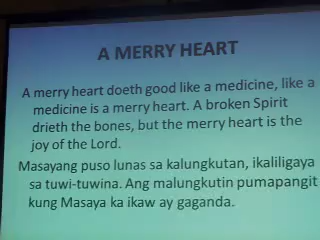 A MERRY HEART
A merry heart doeth good like a medicine, like a
medicine is a merry heart. A broken Spirit
drieth the bones, but the merry heart is the
joy of the Lord.
Masayang puso lunas sa kalungkutan, ikaliligaya
sa tuwi-tuwina. Ang malungkutin pumapangit
kung Masaya ka ikaw ay gaganda.